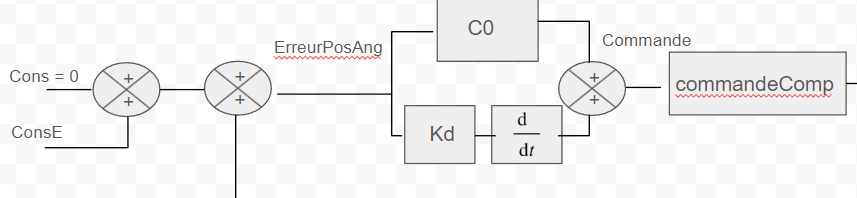 C0
ErreurPosAng
Commande
Cons = 0
+
+
+
+
+
+
commandeComp
ConsE
Kd
d
dt